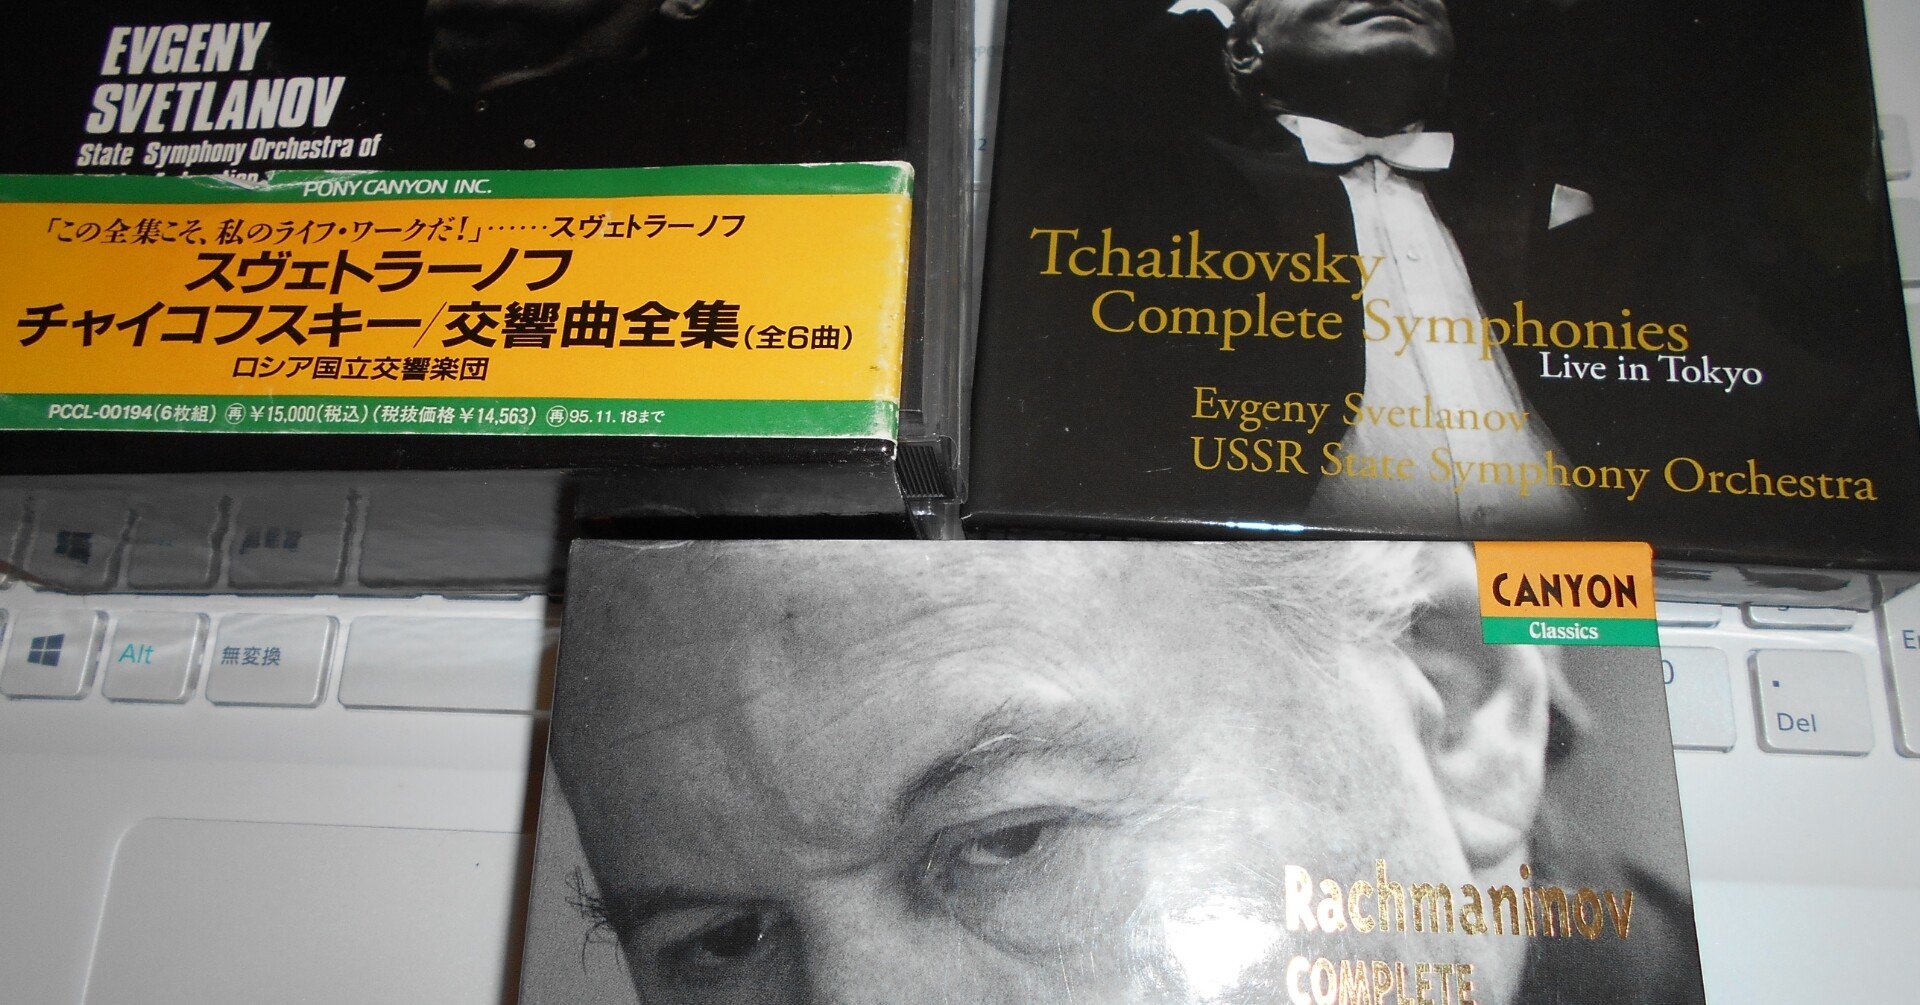 EVGENY
SVETLANOV
State Symphony Orchestra of
PONY CANYON INC.
「この全集こそ、私のライフ・ワークだ!」……スヴェトラーノフ
スヴェトラーノフ
チャイコフスキー/交響曲全集(全6曲)
ロシア国立交響楽団
PCCL-00194(6枚組) 再 ¥15,000(税込)(税抜価格¥14,563) 再 95.11.18まで
Tchaikovsky
Complete Symphonies
Live in Tokyo
Evgeny Svetlanov
USSR State Symphony Orchestra
CANYON
Classics
Rachmaninov
COMPLETE
Alt
無変換
.
Del